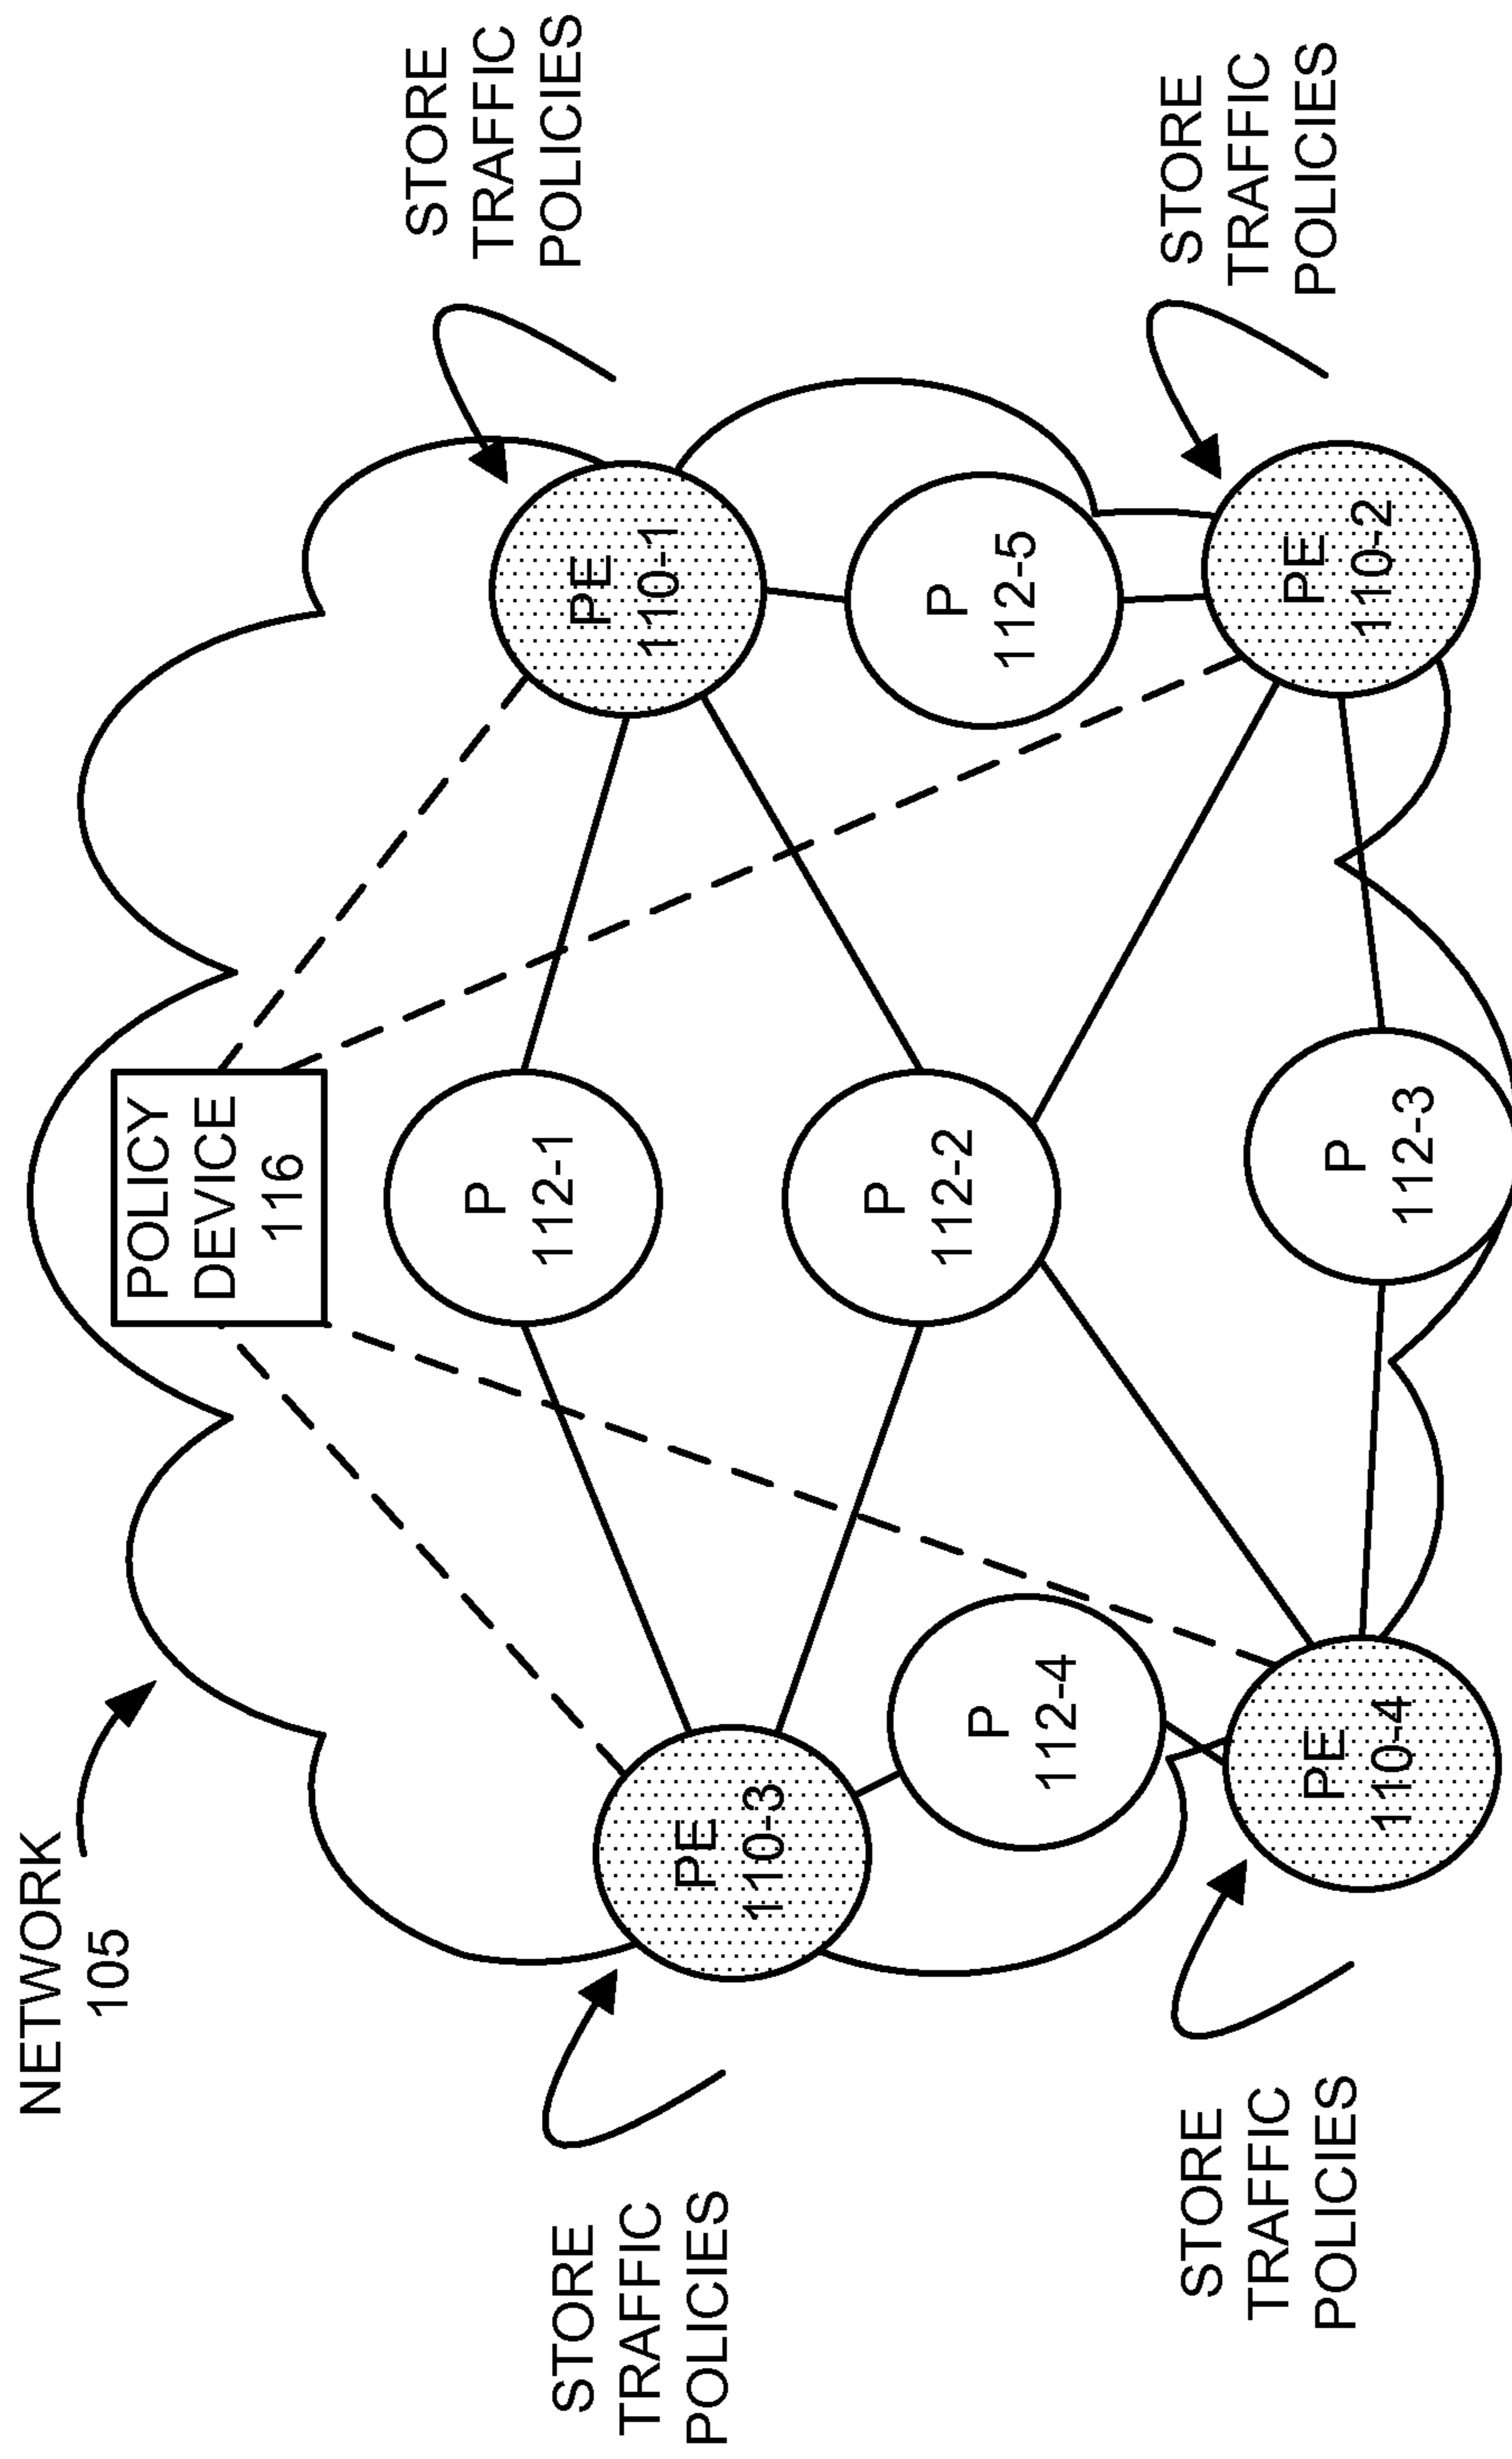 NETWORK
105
POLICY
DEVICE
116
STORE
TRAFFIC
POLICIES
PE
110-3
P
112-1
PE
110-1
STORE
TRAFFIC
POLICIES
P
112-4
P
112-2
P
112-5
STORE
TRAFFIC
POLICIES
PE
110-4
P
112-3
PE
110-2
STORE
TRAFFIC
POLICIES